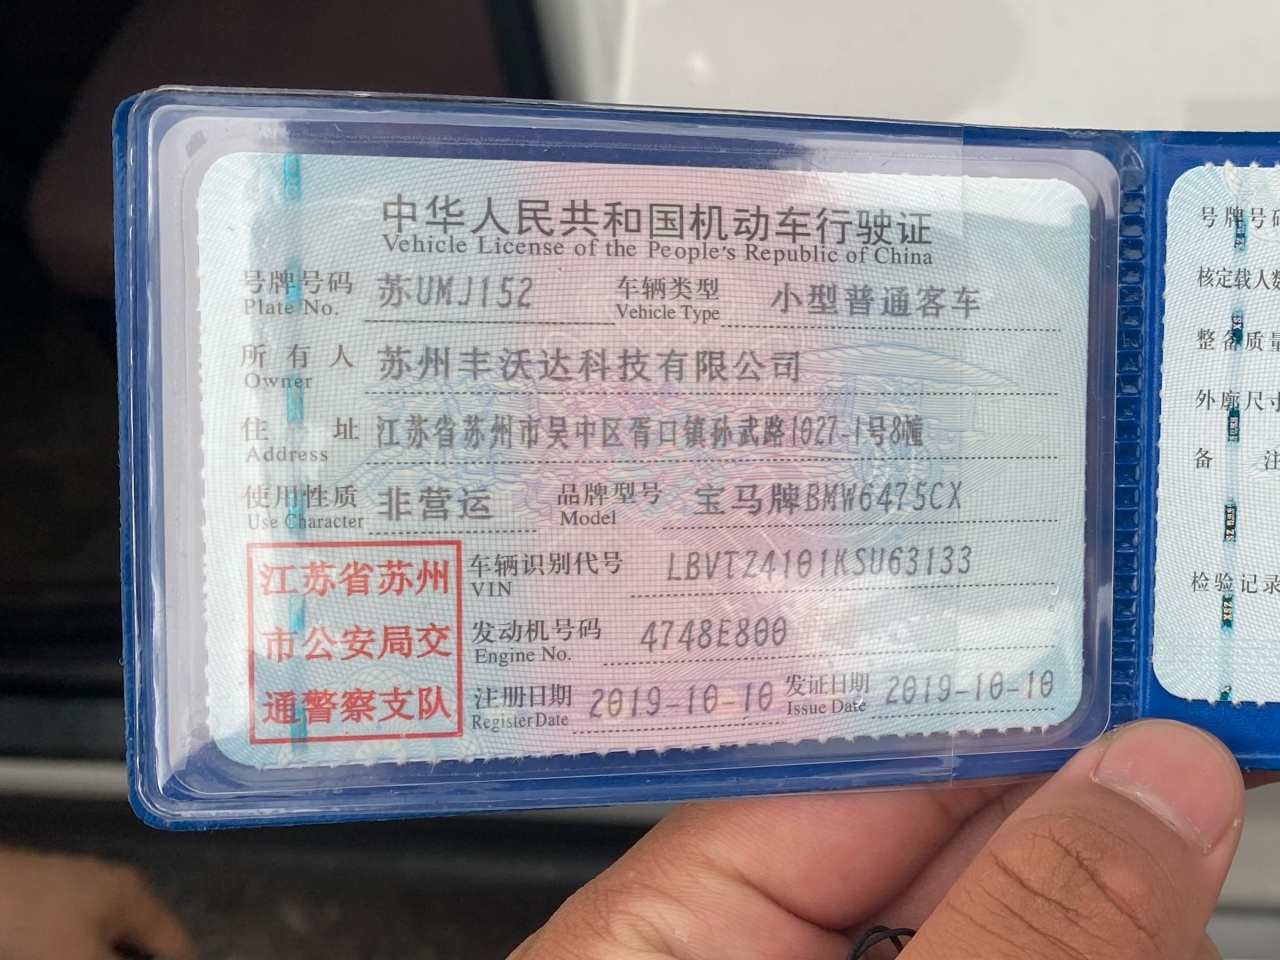 中华人民共和国机动车行驶证
Vehicle License of the People's Republic of China
号牌号码 苏UMJ152 车辆类型 小型普通客车
Plate No. Vehicle Type
所有人 苏州丰沃达科技有限公司
Owner
住址 江苏省苏州市吴中区胥口镇孙武路1027-1号8幢
Address
使用性质 非营运 品牌型号 宝马牌BMW6475CX
Use Character Model
江苏省苏州
市公安局交
通警察支队
车辆识别代号 LBVTZ4101KSU63133
VIN
发动机号码 4748E800
Engine No.
注册日期 2019-10-10 发证日期 2019-10-10
Register Date Issue Date
号牌号码
核定载人数
整备质量
外廓尺寸
备注
检验记录